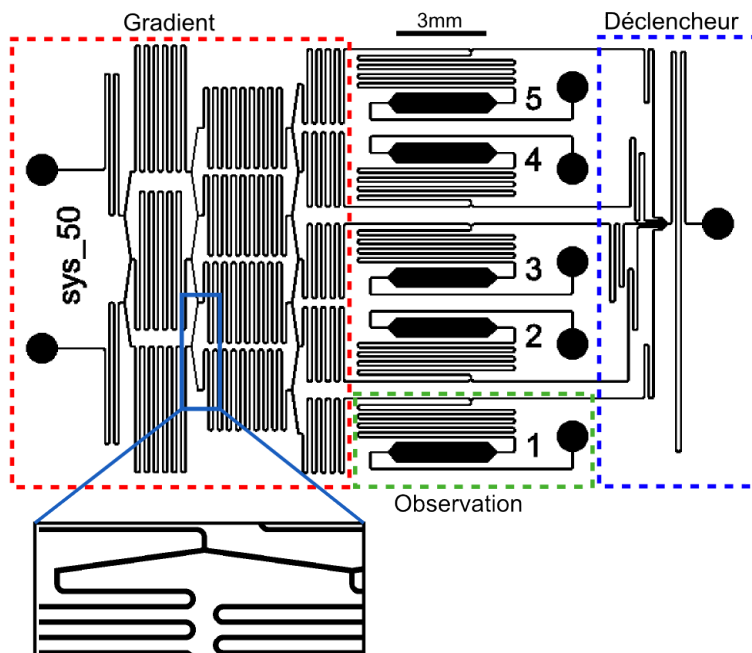 Gradient
3mm
Déclencheur
sys_50
5
4
3
2
1
Observation